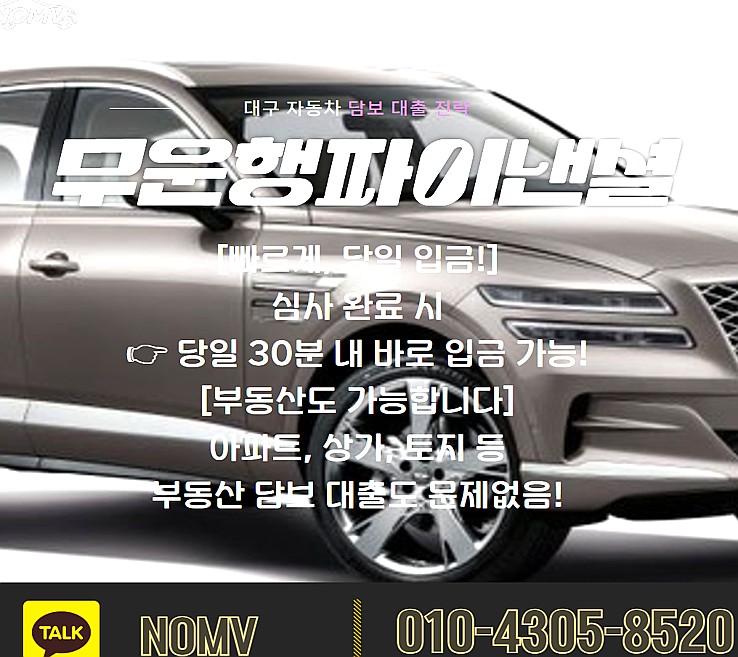 NOMV
대구 자동차 담보 대출 전략
무운행파이낸셜
[빠르게, 당일 입금!]
심사 완료 시
👉 당일 30분 내 바로 입금 가능!
[부동산도 가능합니다]
아파트, 상가, 토지 등
부동산 담보 대출도 문제없음!
TALK NOMV 010-4305-8520